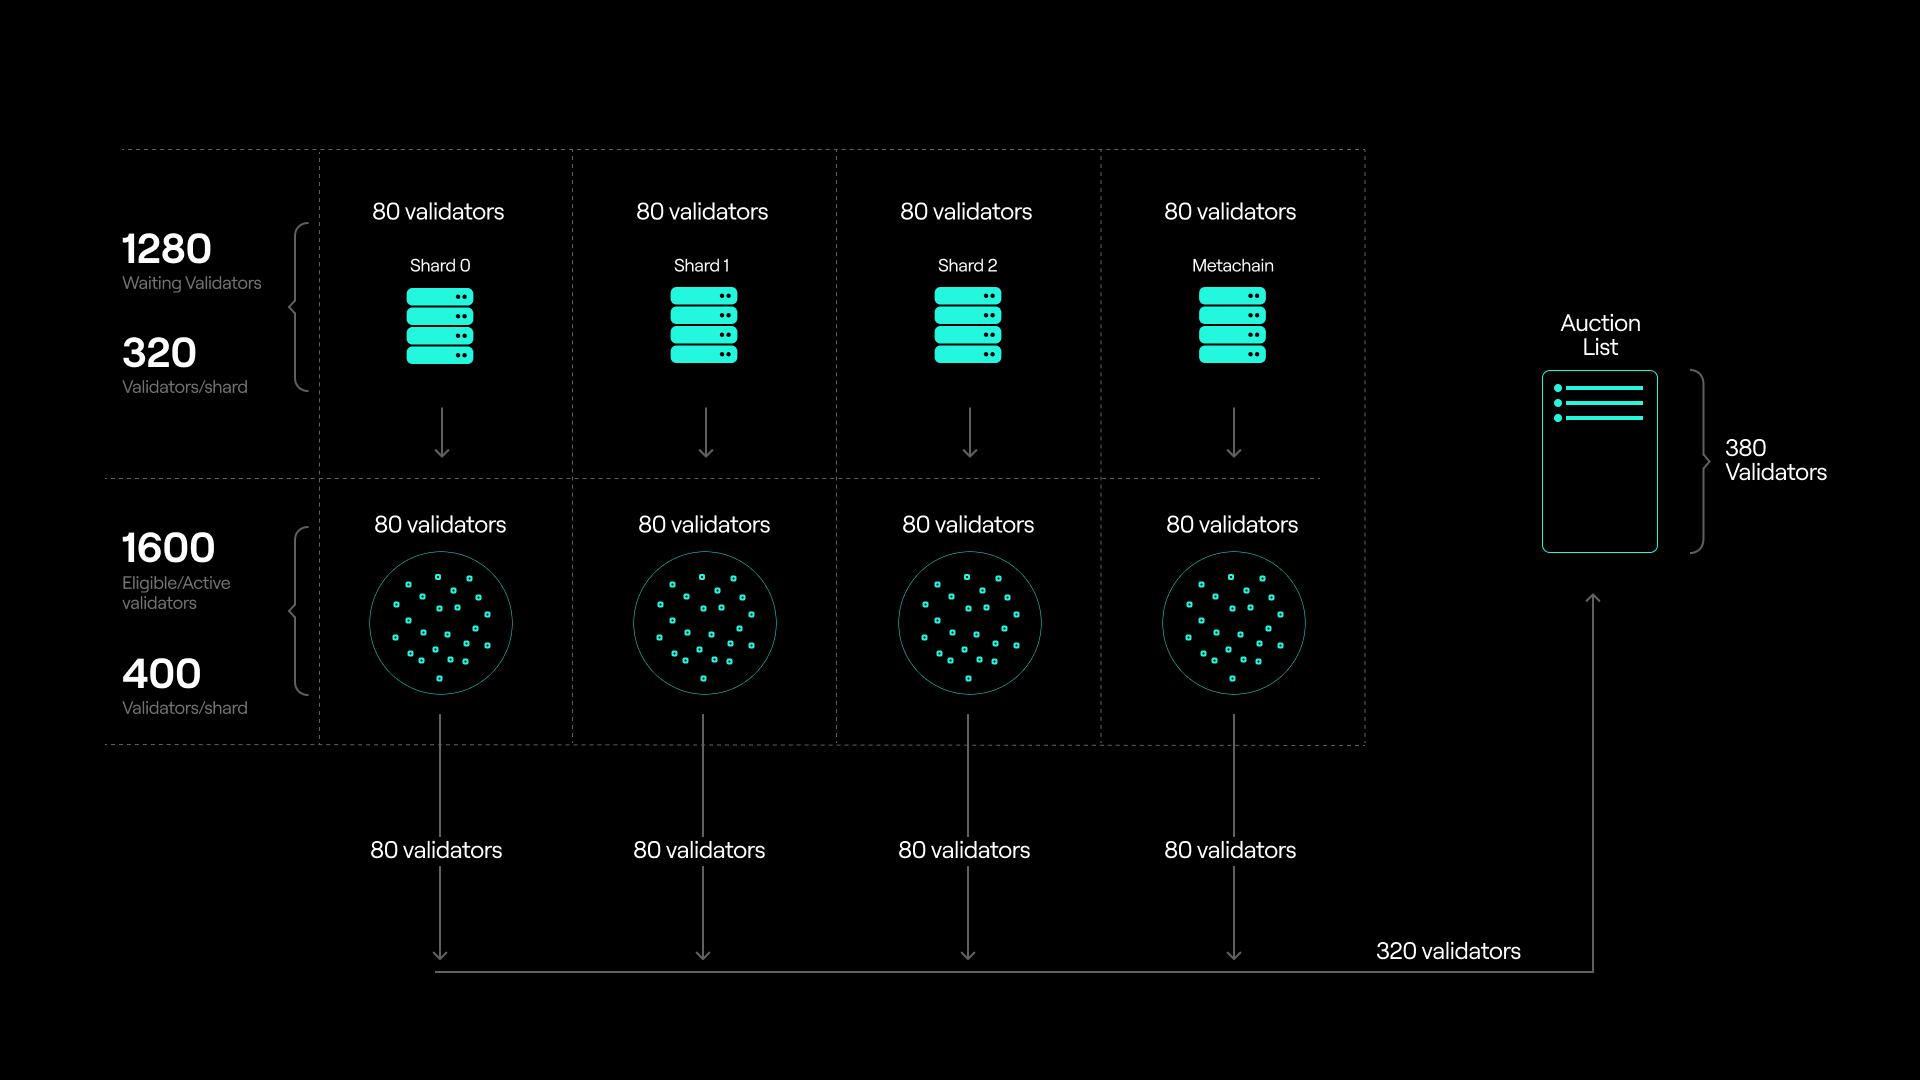 80 validators
80 validators
80 validators
80 validators
1280
Waiting Validators
320
Validators/shard
Shard 0
Shard 1
Shard 2
Metachain
Auction
List
380
Validators
80 validators
80 validators
80 validators
80 validators
1600
Eligible/Active
validators
400
Validators/shard
80 validators
80 validators
80 validators
80 validators
320 validators